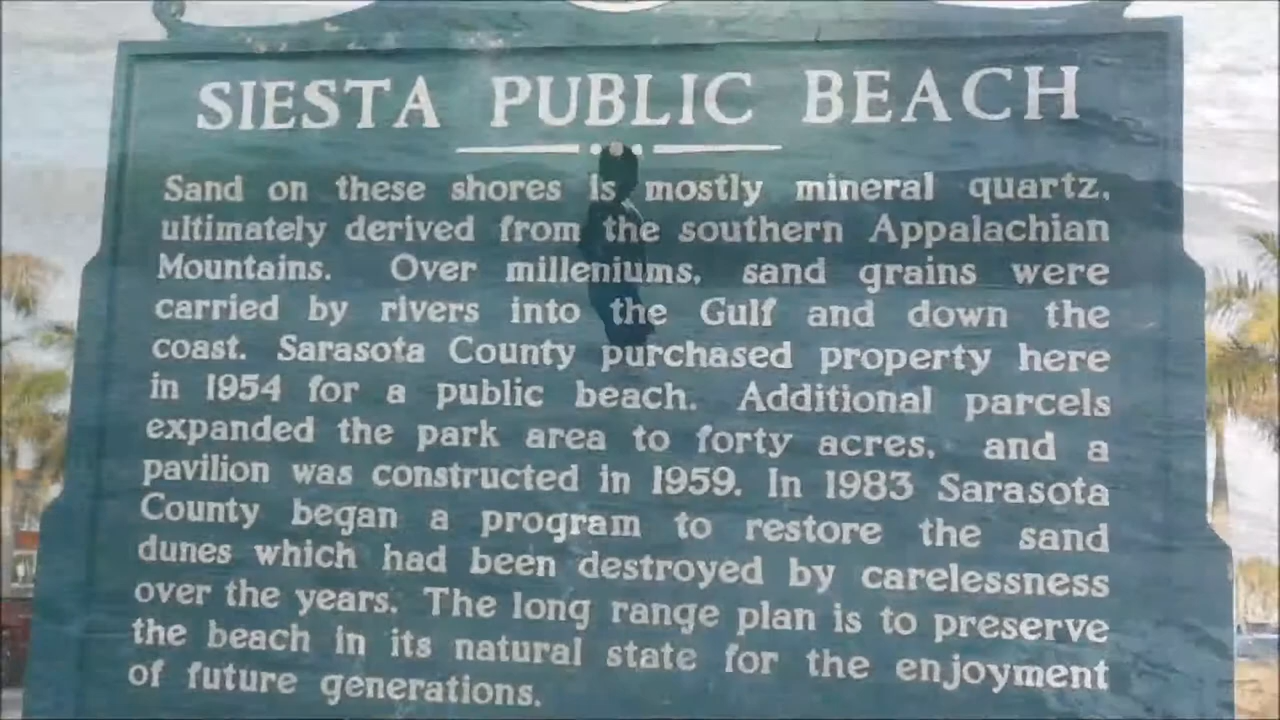 SIESTA PUBLIC BEACH
Sand on these shores is mostly mineral quartz,
ultimately derived from the southern Appalachian
Mountains. Over milleniums, sand grains were
carried by rivers into the Gulf and down the
coast. Sarasota County purchased property here
in 1954 for a public beach. Additional parcels
expanded the park area to forty acres, and a
pavilion was constructed in 1959. In 1983 Sarasota
County began a program to restore the sand
dunes which had been destroyed by carelessness
over the years. The long range plan is to preserve
the beach in its natural state for the enjoyment
of future generations.